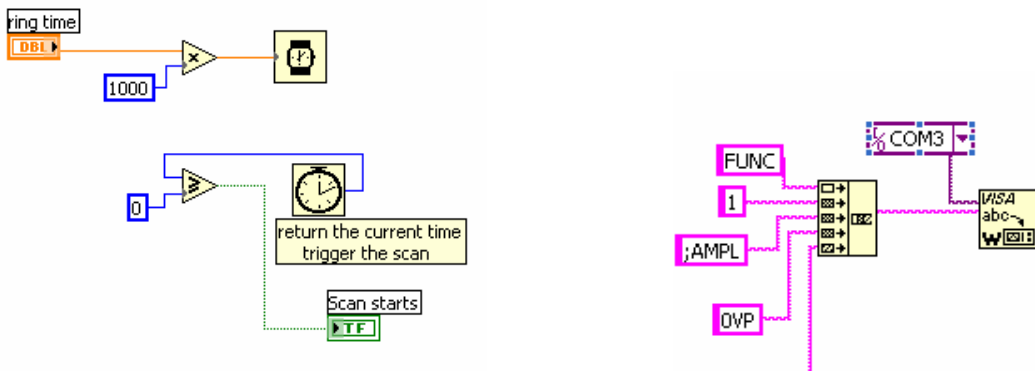 ring time
DBL
×
1000
≥
0
return the current time
trigger the scan
Scan starts
TF
COM3
FUNC
1
;AMPL
0VP
VISA
abc
W